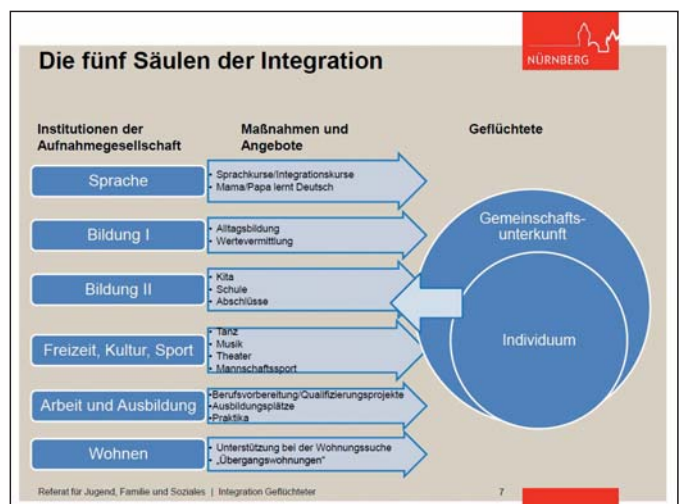 Die fünf Säulen der Integration
NÜRNBERG
Institutionen der
Aufnahmegesellschaft
Maßnahmen und
Angebote
Geflüchtete
Sprache
• Sprachkurse/Integrationskurse
• Mama/Papa lernt Deutsch
Bildung I
• Alltagsbildung
• Wertevermittlung
Bildung II
• Kita
• Schule
• Abschlüsse
Freizeit, Kultur, Sport
• Tanz
• Musik
• Theater
• Mannschaftssport
Arbeit und Ausbildung
•Berufsvorbereitung/Qualifizierungsprojekte
•Ausbildungsplätze
•Praktika
Wohnen
• Unterstützung bei der Wohnungssuche
• „Übergangswohnungen"
Gemeinschafts-
unterkunft
Individuum
Referat für Jugend, Familie und Soziales | Integration Geflüchteter
7